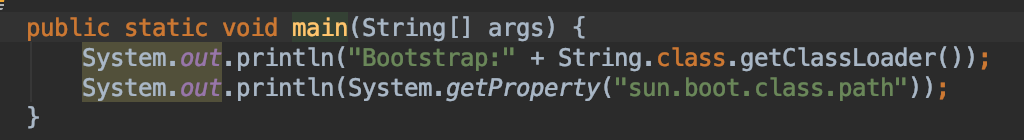 public static void main(String[] args) {
System.out.println("Bootstrap:" + String.class.getClassLoader());
System.out.println(System.getProperty("sun.boot.class.path"));
}